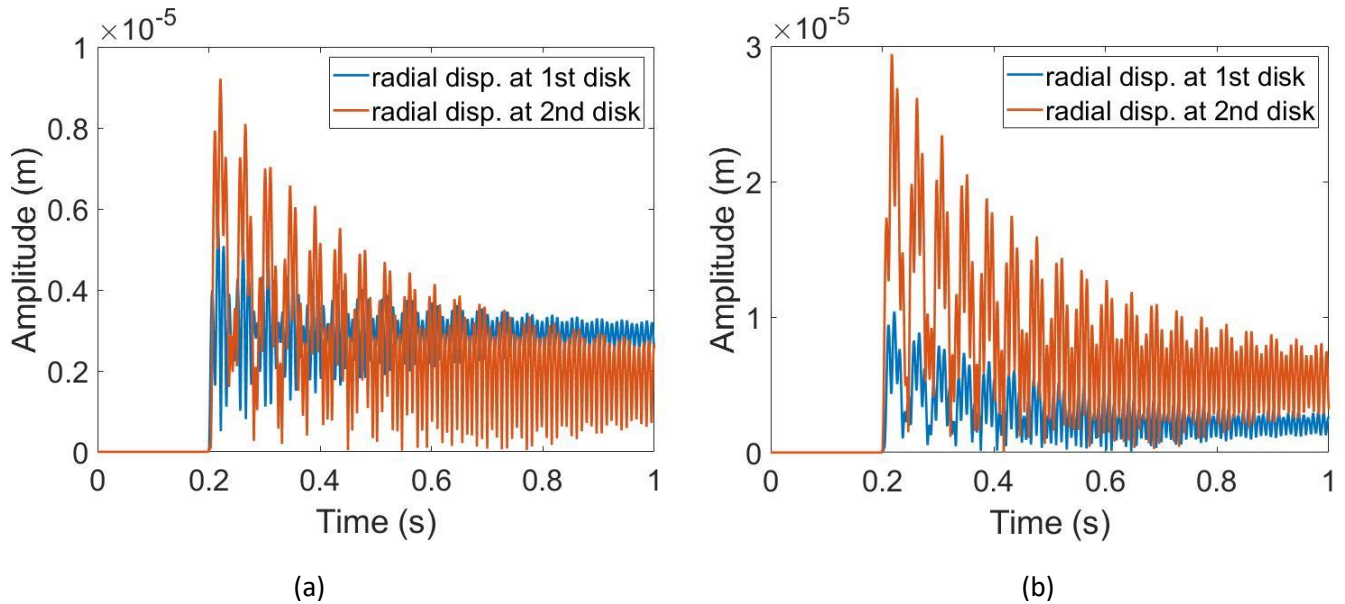 ×10⁻⁵
1
0.8
0.6
0.4
0.2
0
Amplitude (m)
radial disp. at 1st disk
radial disp. at 2nd disk
0 0.2 0.4 0.6 0.8 1
Time (s)
(a)
×10⁻⁵
3
2
1
0
Amplitude (m)
radial disp. at 1st disk
radial disp. at 2nd disk
0 0.2 0.4 0.6 0.8 1
Time (s)
(b)